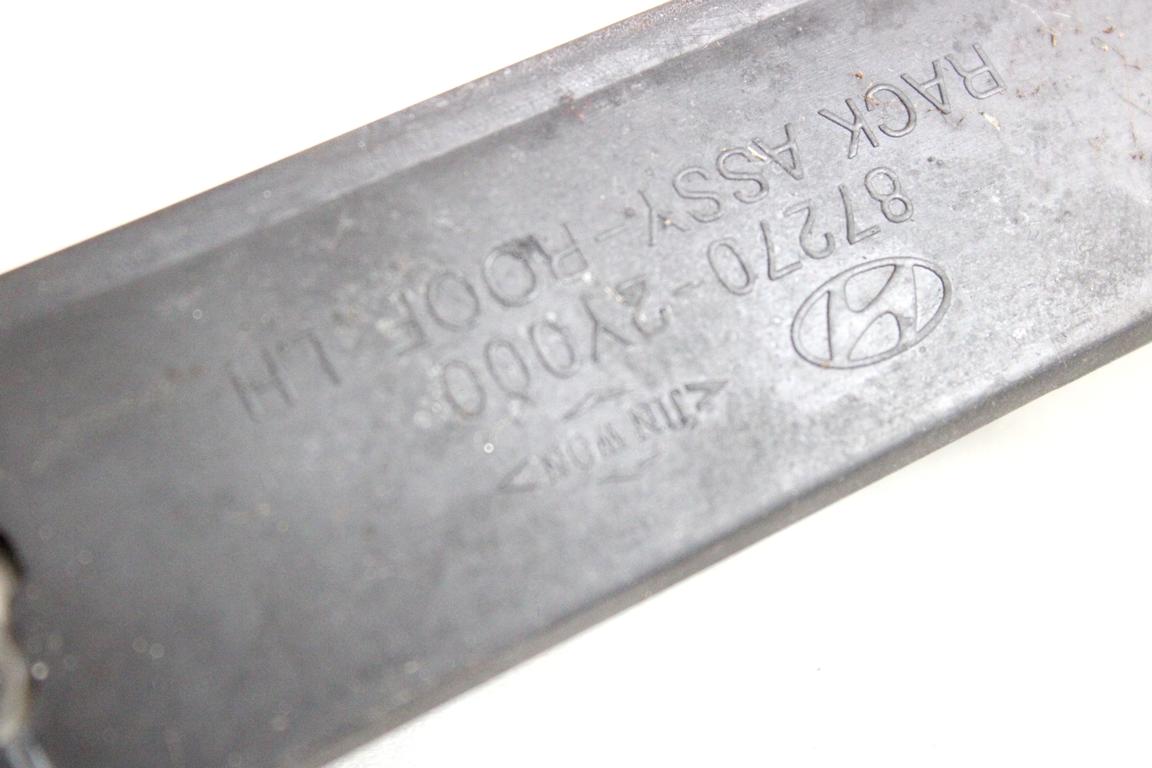 87270-2Y000
<JIN WON>
RACK ASSY-ROOF LH